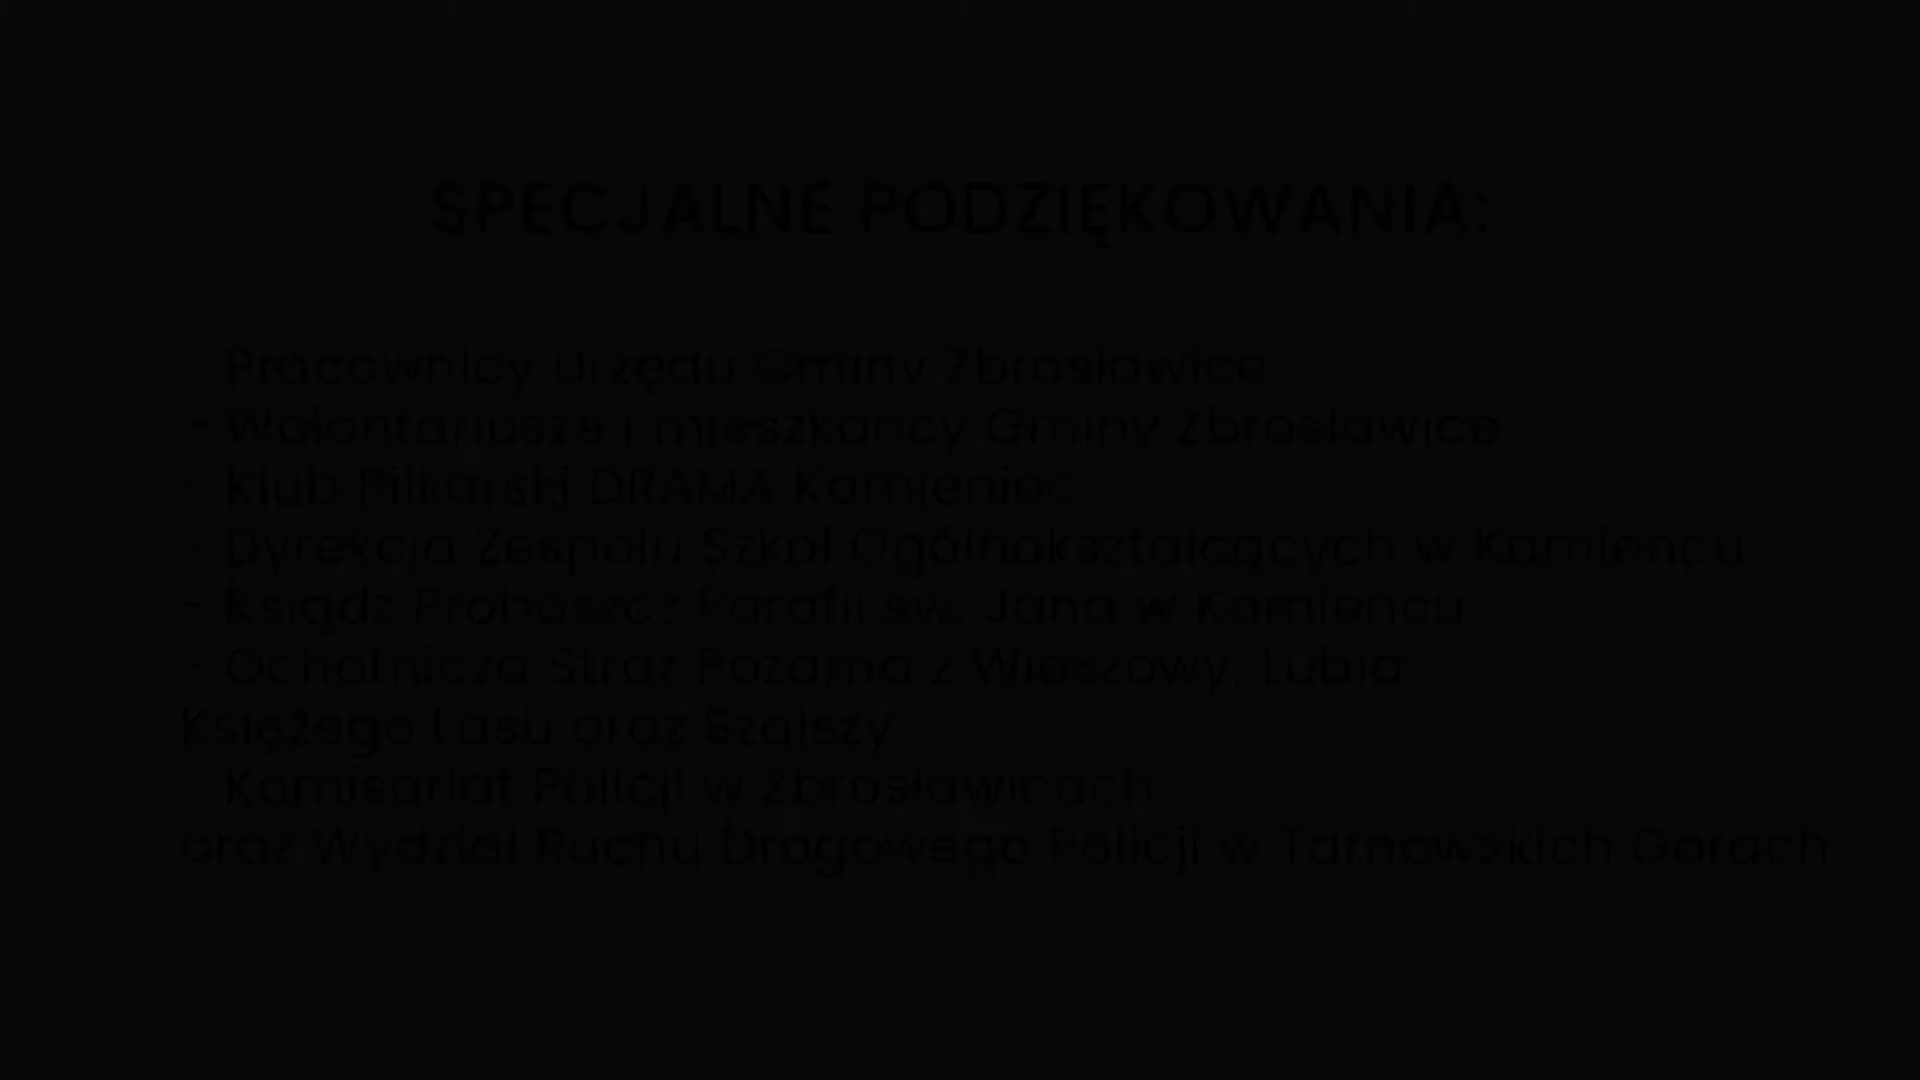 SPECJALNE PODZIĘKOWANIA:
- Pracownicy Urzędu Gminy Zbrosławice
- Wolontariusze i mieszkańcy Gminy Zbrosławice
- Klub Piłkarski DRAMA Kamieniec
- Dyrekcja Zespołu Szkół Ogólnokształcących w Kamieńcu
- Ksiądz Proboszcz Parafii św. Jana w Kamieńcu
- Ochotnicza Straż Pożarna z Wieszowy, Lubia,
Księżego Lasu oraz Szałszy
- Komisariat Policji w Zbrosławicach
oraz Wydział Ruchu Drogowego Policji w Tarnowskich Górach